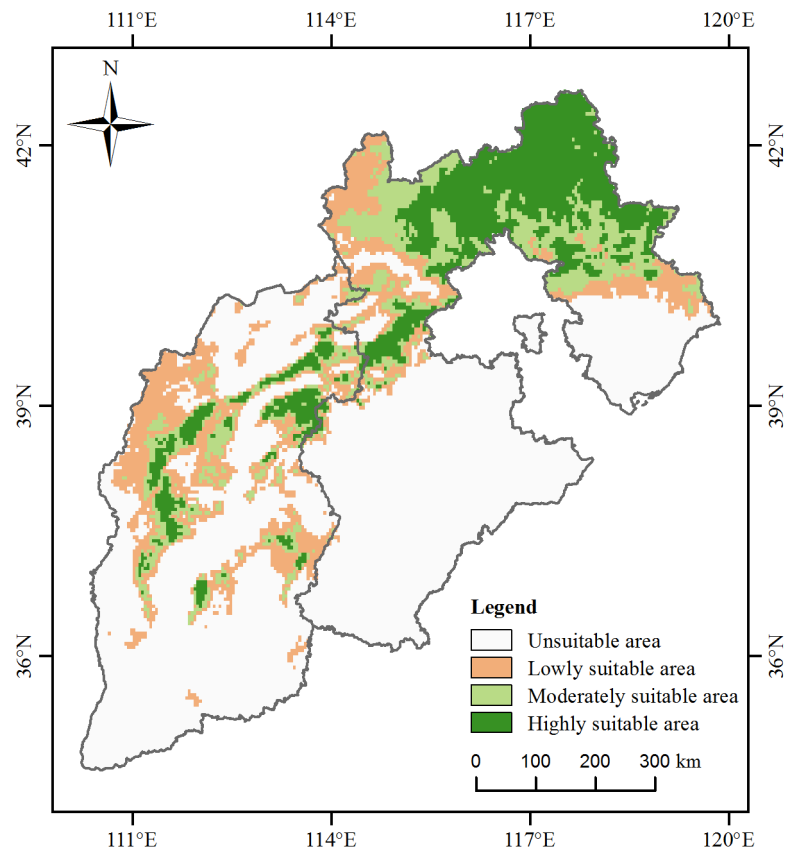 111°E 114°E 117°E 120°E
N
42°N 42°N
39°N 39°N
Legend
Unsuitable area
36°N Lowly suitable area 36°N
Moderately suitable area
Highly suitable area
0 100 200 300 km
111°E 114°E 117°E 120°E